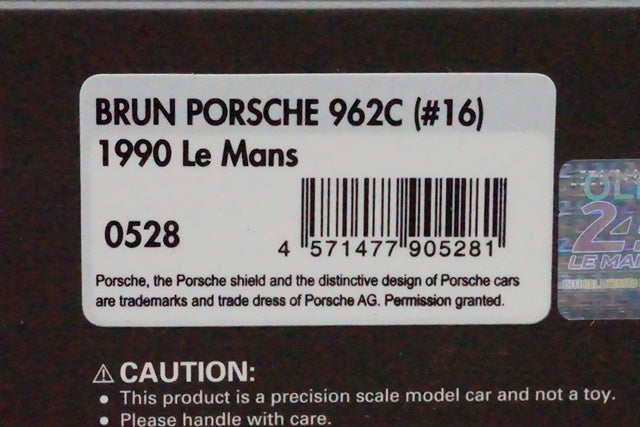 BRUN PORSCHE 962C (#16)
1990 Le Mans
0528
4 571477 905281
Porsche, the Porsche shield and the distinctive design of Porsche cars
are trademarks and trade dress of Porsche AG. Permission granted.
24
LE MAN
⚠ CAUTION:
• This product is a precision scale model car and not a toy.
• Please handle with care.